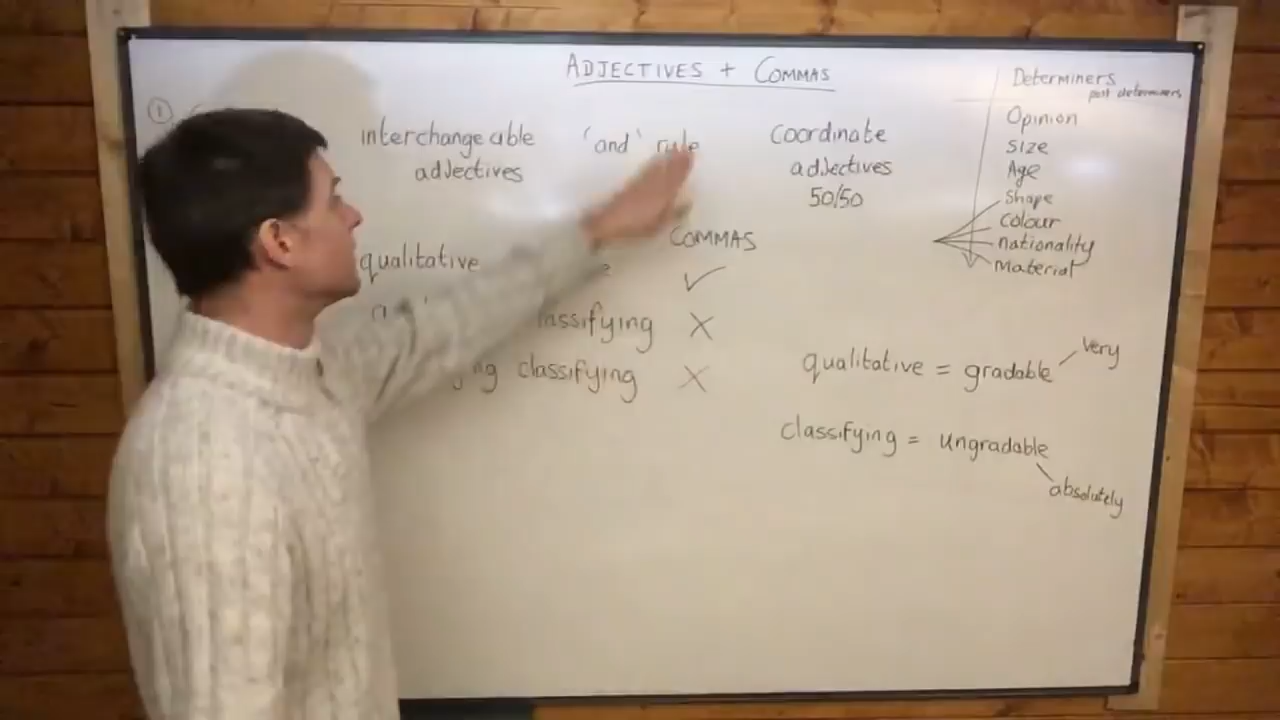 ADJECTIVES + COMMAS
①
interchangeable
adjectives
'and' rule
Coordinate
adjectives
50/50
COMMAS
qualitative
✓
classifying X
classifying X
Determiners
post determiners
Opinion
Size
Age
Shape
Colour
nationality
Material
qualitative = gradable
very
classifying = ungradable
absolutely